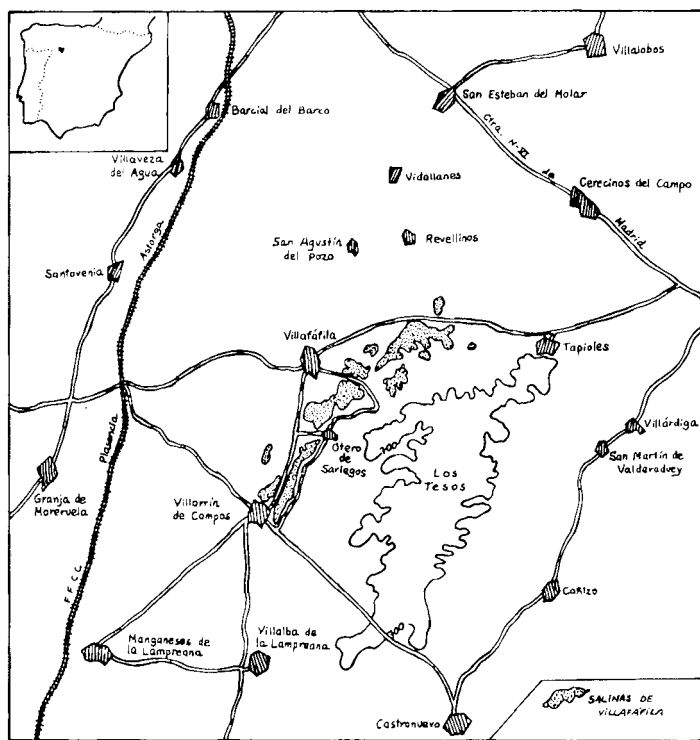 Villalobos
San Esteban del Molar
Barcial del Barco
Ctra. N-VI de Madrid
Villaveza
del Agua
Vidallanes
Cerecinos del Campo
Astorga
San Agustín
del Pozo
Revellinos
Santovenia
Villafáfila
Tapioles
Villárdiga
Otero de
Sariegos
700
Los
Tesos
San Martín de
Valderaduey
Plasencia
Granja de
Moreruela
Villarrín
de Campos
F.F.C.C.
Cañizo
Manganeses de
la Lampreana
Villalba de
la Lampreana
700
SALINAS DE
VILLAFÁFILA
Castronuevo